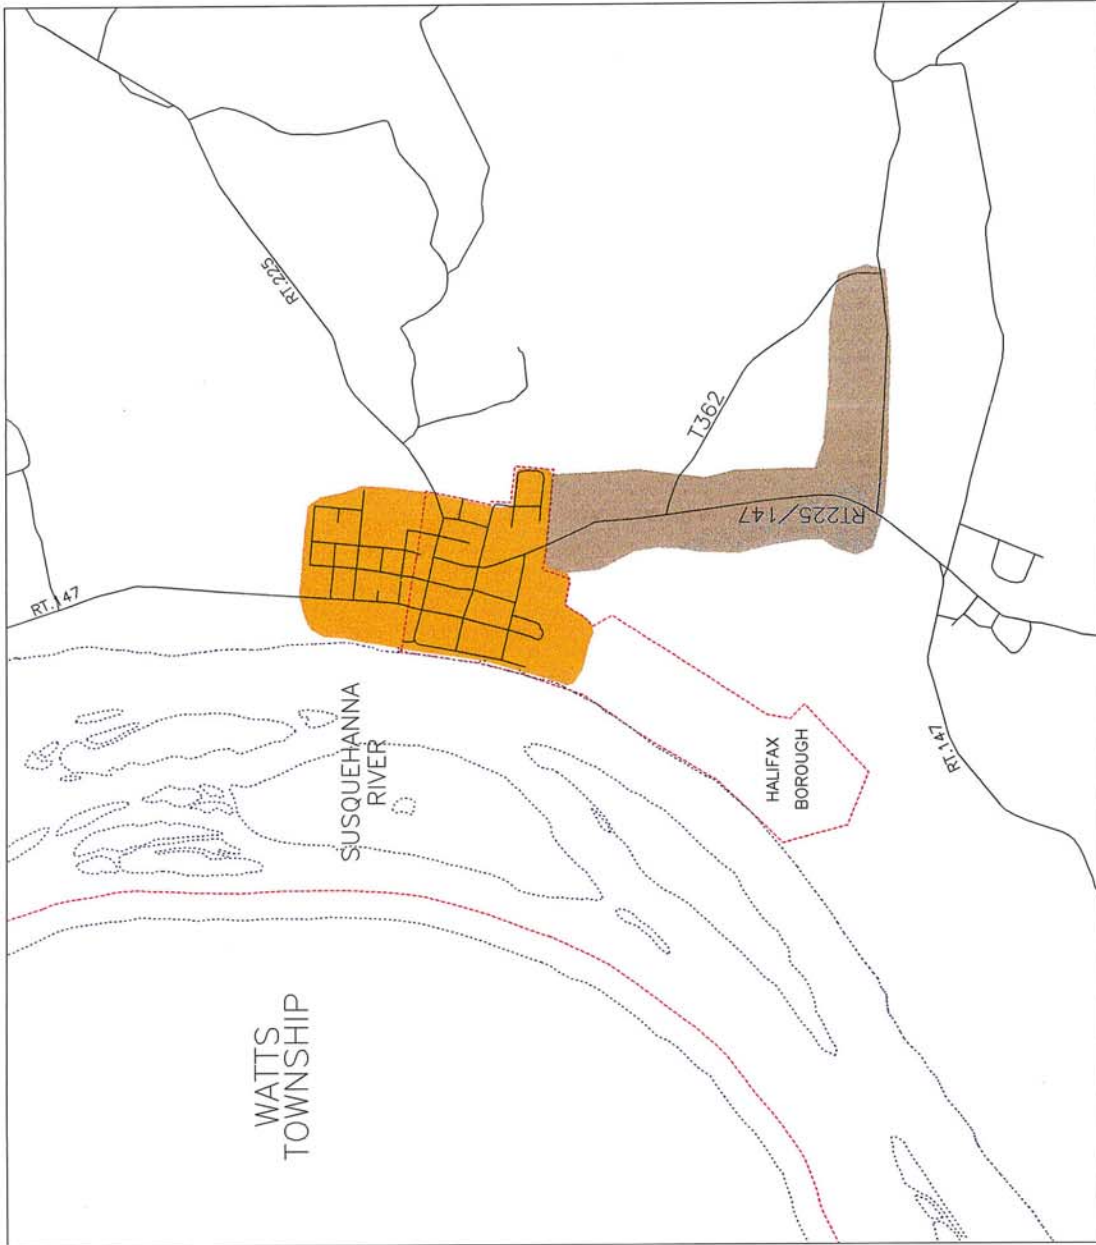 RT.225
T362
RT225/147
RT.147
SUSQUEHANNA
RIVER
HALIFAX
BOROUGH
RT.147
WATTS
TOWNSHIP